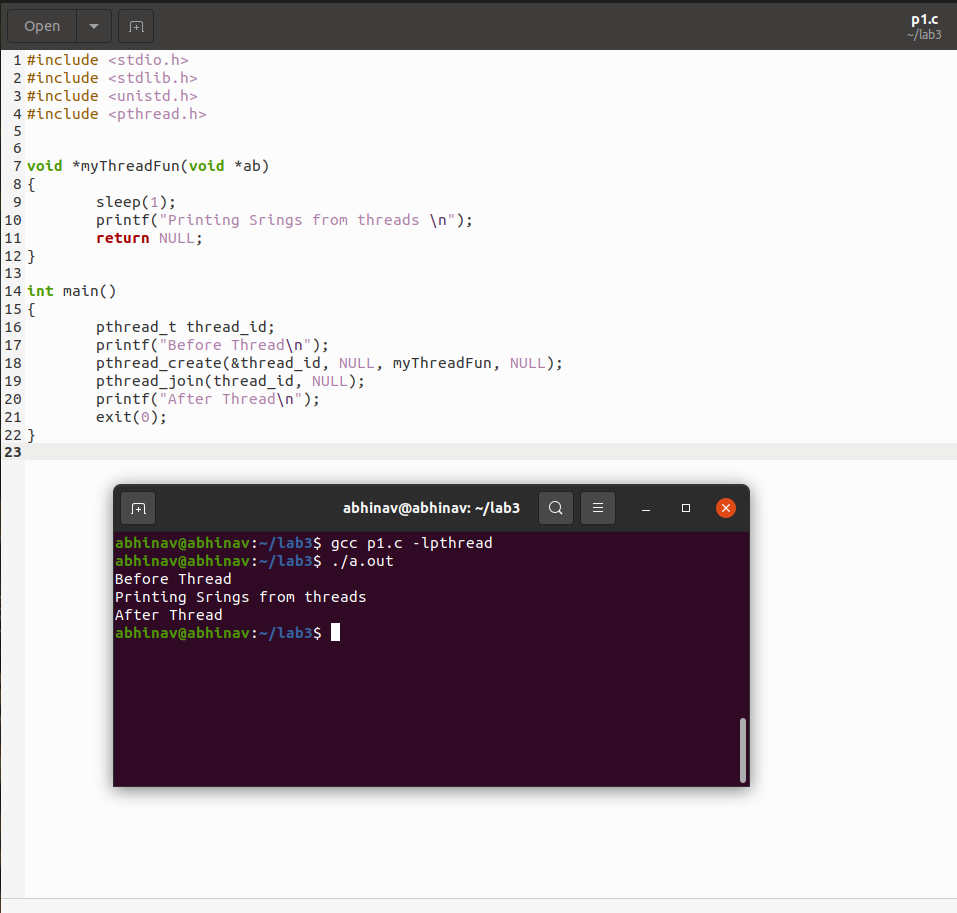 Open
p1.c
~/lab3
1 #include <stdio.h>
2 #include <stdlib.h>
3 #include <unistd.h>
4 #include <pthread.h>
5
6
7 void *myThreadFun(void *ab)
8 {
9         sleep(1);
10         printf("Printing Srings from threads \n");
11         return NULL;
12 }
13
14 int main()
15 {
16         pthread_t thread_id;
17         printf("Before Thread\n");
18         pthread_create(&thread_id, NULL, myThreadFun, NULL);
19         pthread_join(thread_id, NULL);
20         printf("After Thread\n");
21         exit(0);
22 }
23
abhinav@abhinav: ~/lab3
abhinav@abhinav:~/lab3$ gcc p1.c -lpthread
abhinav@abhinav:~/lab3$ ./a.out
Before Thread
Printing Srings from threads
After Thread
abhinav@abhinav:~/lab3$